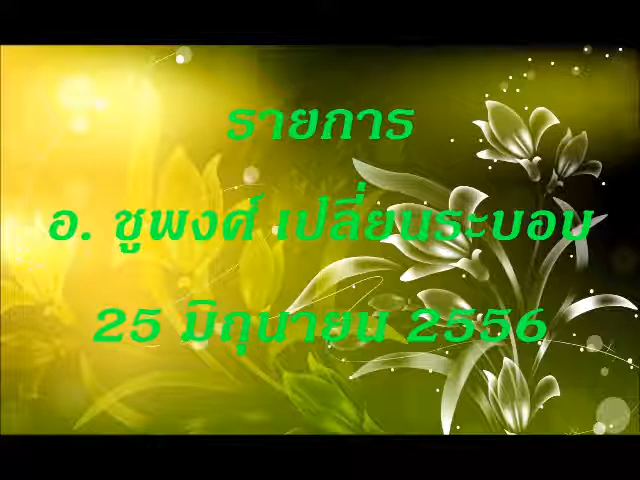 รายการ
อ. ชูพงศ์ เปลี่ยนระบอบ
25 มิถุนายน 2556